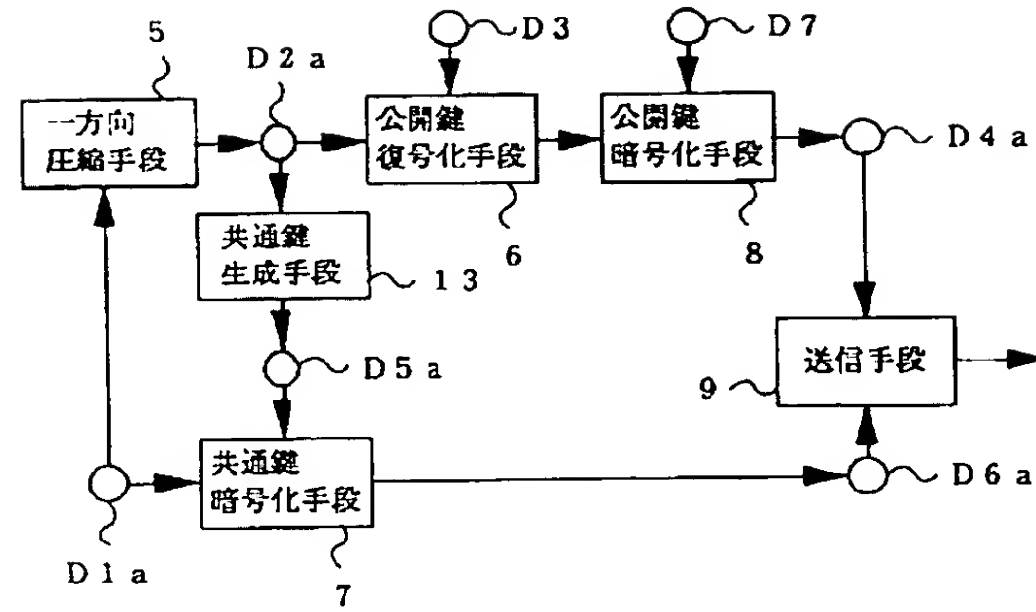 5
D2a
D3
D7
一方向
圧縮手段
公開鍵
復号化手段
公開鍵
暗号化手段
D4a
6
8
共通鍵
生成手段
13
送信手段
D5a
9
共通鍵
暗号化手段
D6a
D1a
7